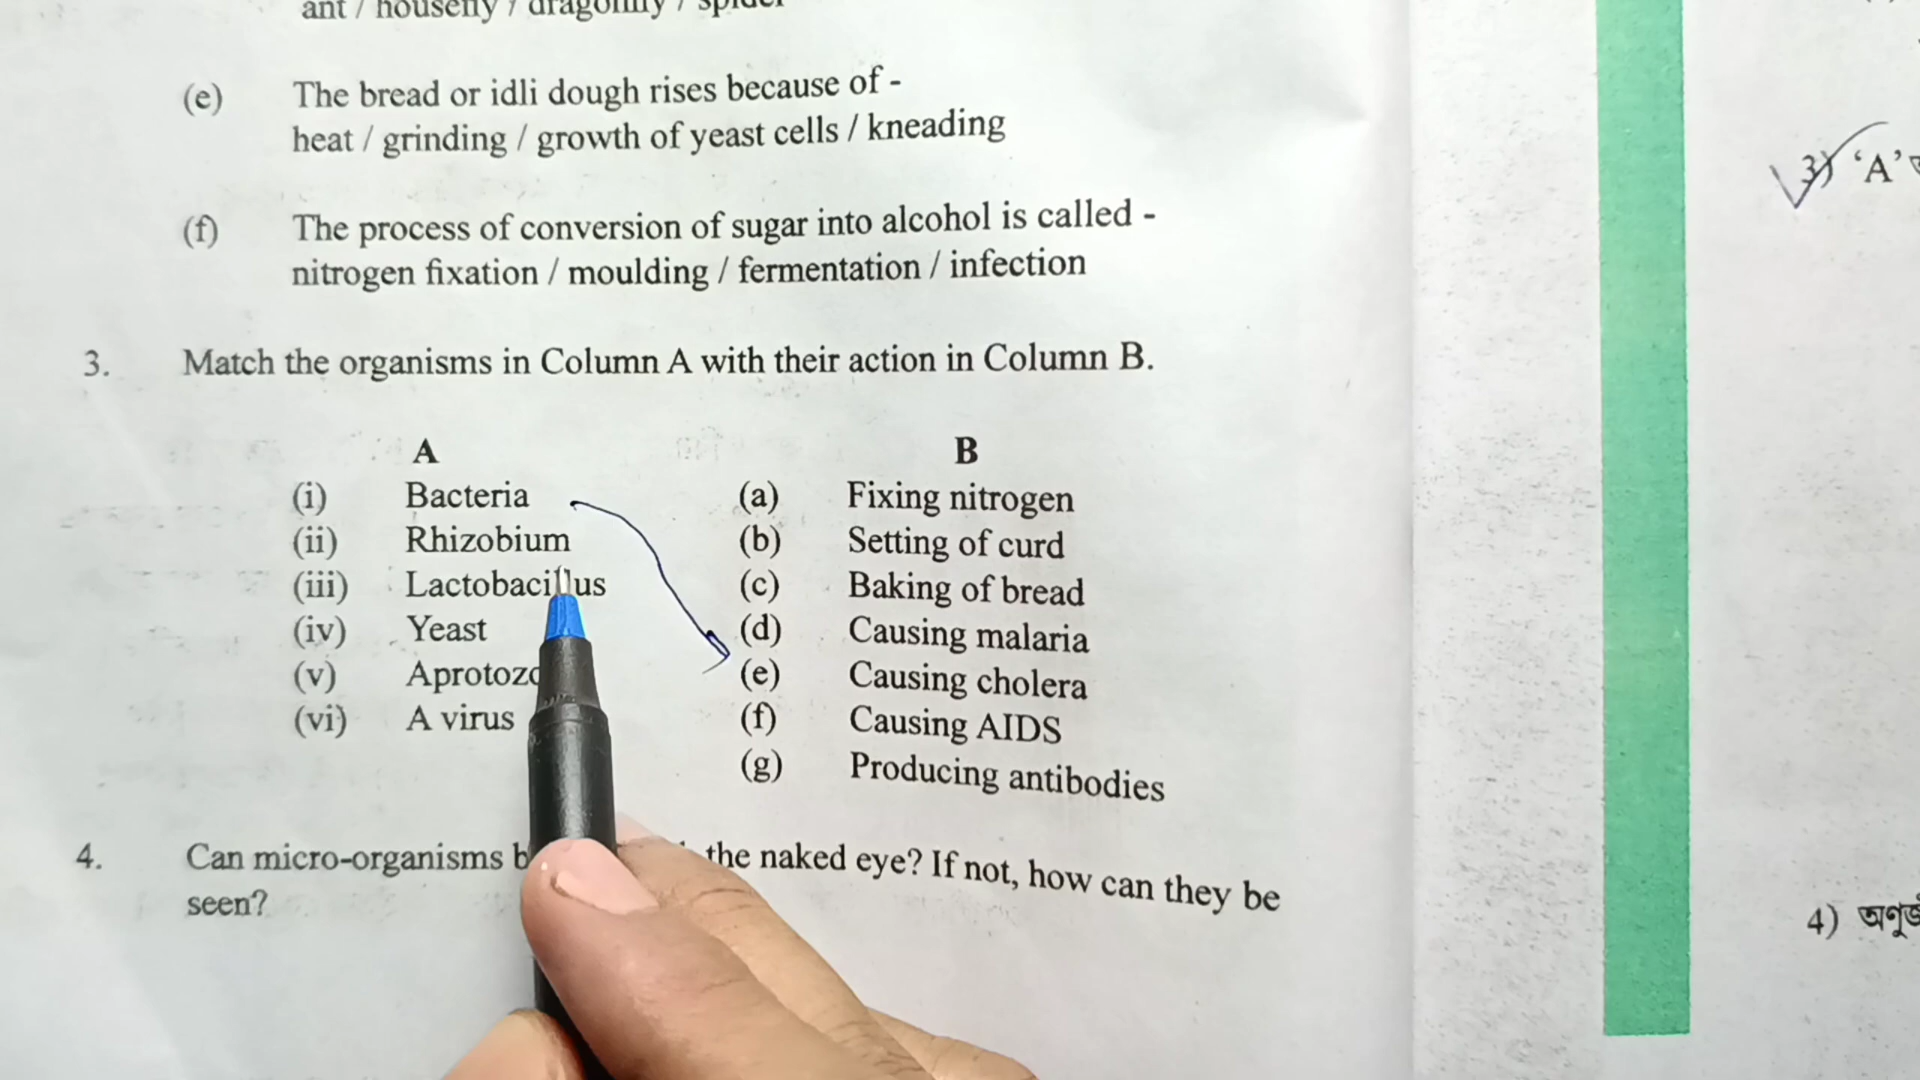 ant / housefly / dragonfly / spider
(e) The bread or idli dough rises because of -
heat / grinding / growth of yeast cells / kneading
(f) The process of conversion of sugar into alcohol is called -
nitrogen fixation / moulding / fermentation / infection
3. Match the organisms in Column A with their action in Column B.
A B
(i) Bacteria (a) Fixing nitrogen
(ii) Rhizobium (b) Setting of curd
(iii) Lactobacillus (c) Baking of bread
(iv) Yeast (d) Causing malaria
(v) (e) Causing cholera
(vi) A virus (f) Causing AIDS
(g) Producing antibodies
4. Can micro-organisms the naked eye? If not, how can they be
seen?
3) 'A'
4)